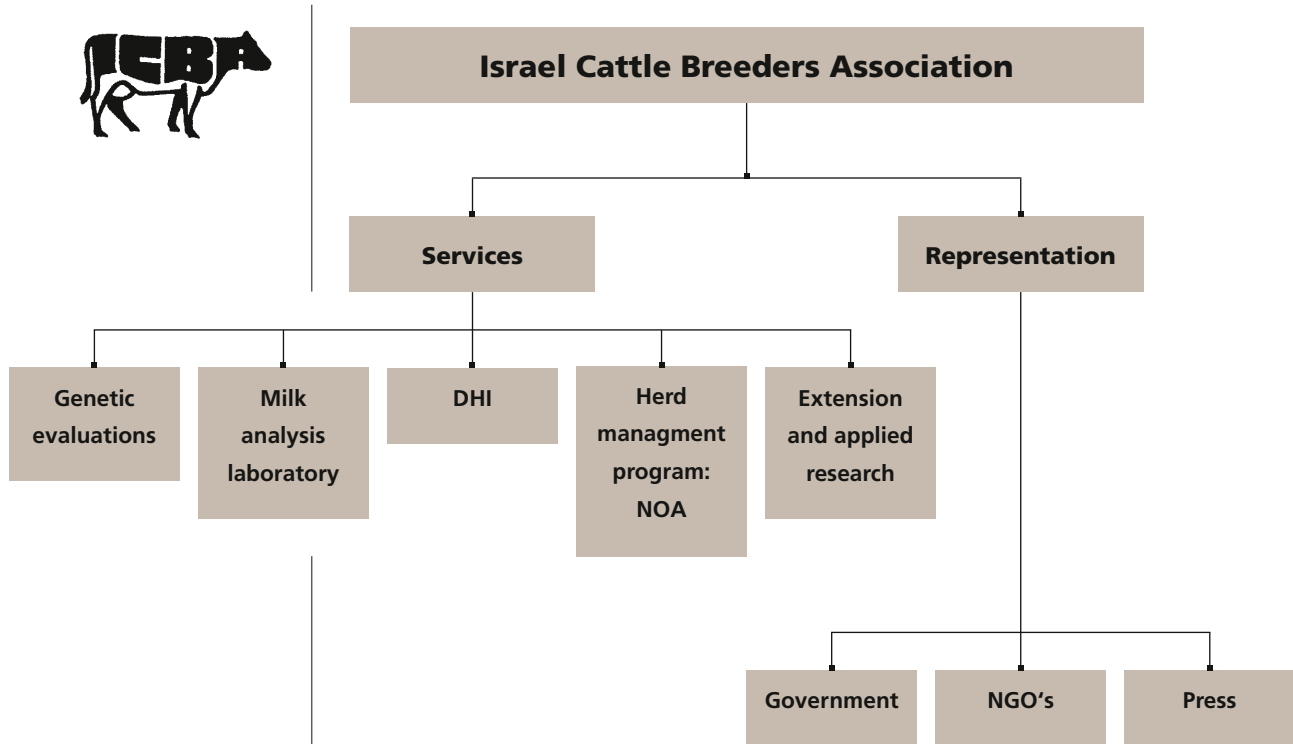 ICBA
Israel Cattle Breeders Association
Services
Representation
Genetic
evaluations
Milk
analysis
laboratory
DHI
Herd
managment
program:
NOA
Extension
and applied
research
Government
NGO‘s
Press